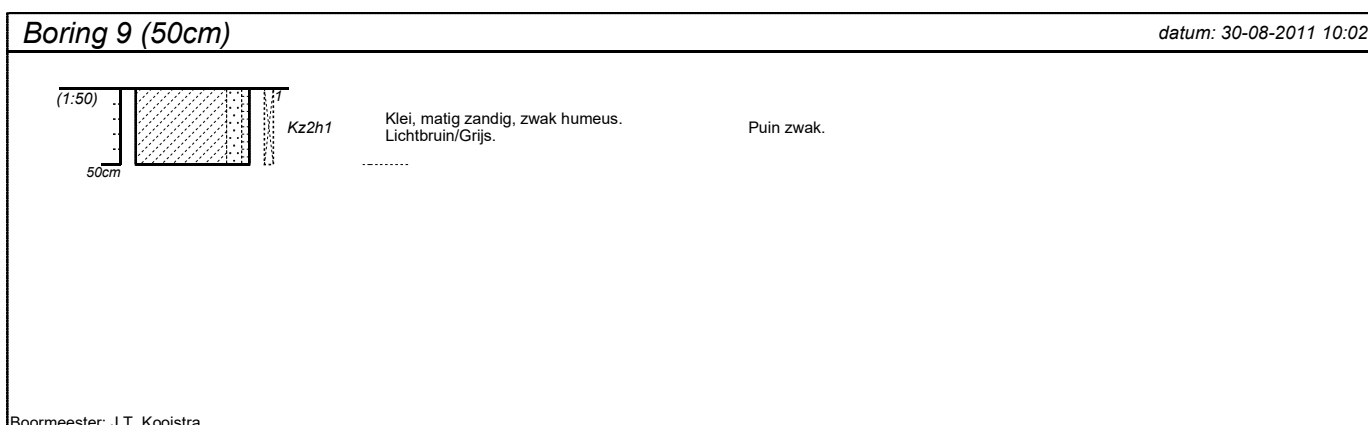 Boring 9 (50cm)
datum: 30-08-2011 10:02
(1:50)
1
Kz2h1
Klei, matig zandig, zwak humeus.
Lichtbruin/Grijs.
Puin zwak.
50cm
Boormeester: J.T. Kooistra